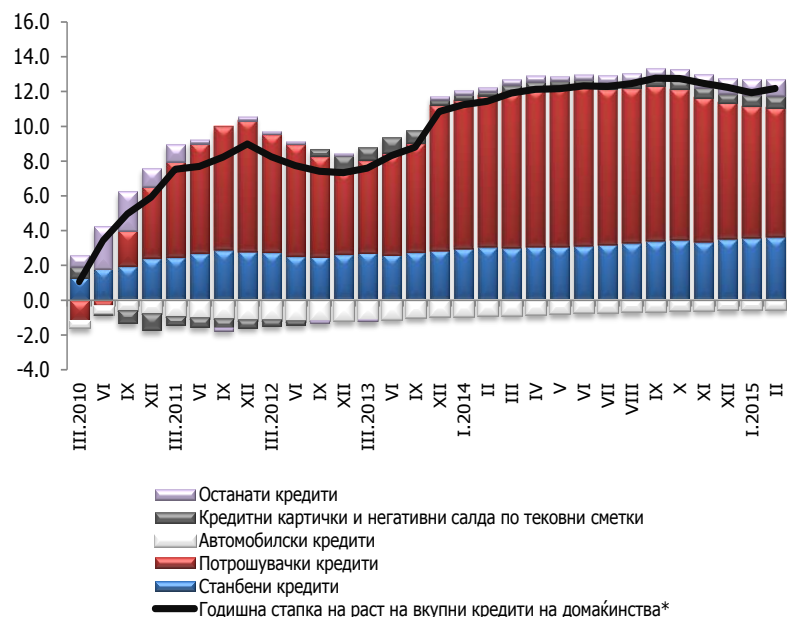 16.0
14.0
12.0
10.0
8.0
6.0
4.0
2.0
0.0
-2.0
-4.0
III.2010
VI
IX
XII
III.2011
VI
IX
XII
III.2012
VI
IX
XII
III.2013
VI
IX
XII
I.2014
II
III
IV
V
VI
VII
VIII
IX
X
XI
XII
I.2015
II
Останати кредити
Кредитни картички и негативни салда по тековни сметки
Автомобилски кредити
Потрошувачки кредити
Станбени кредити
Годишна стапка на раст на вкупни кредити на домаќинства*